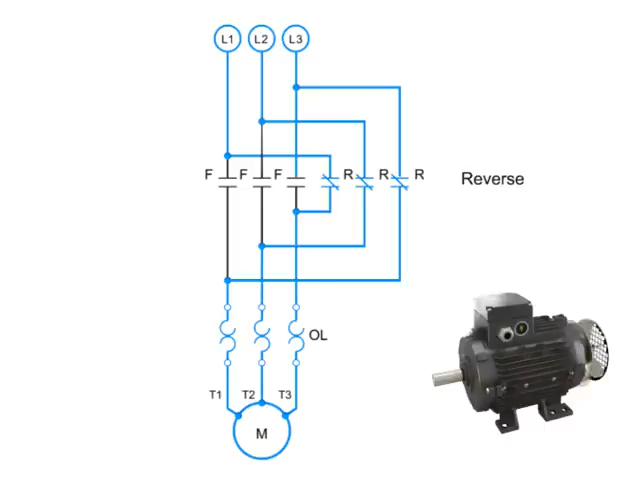 L1 L2 L3
F F F R R R
Reverse
OL
T1 T2 T3
M